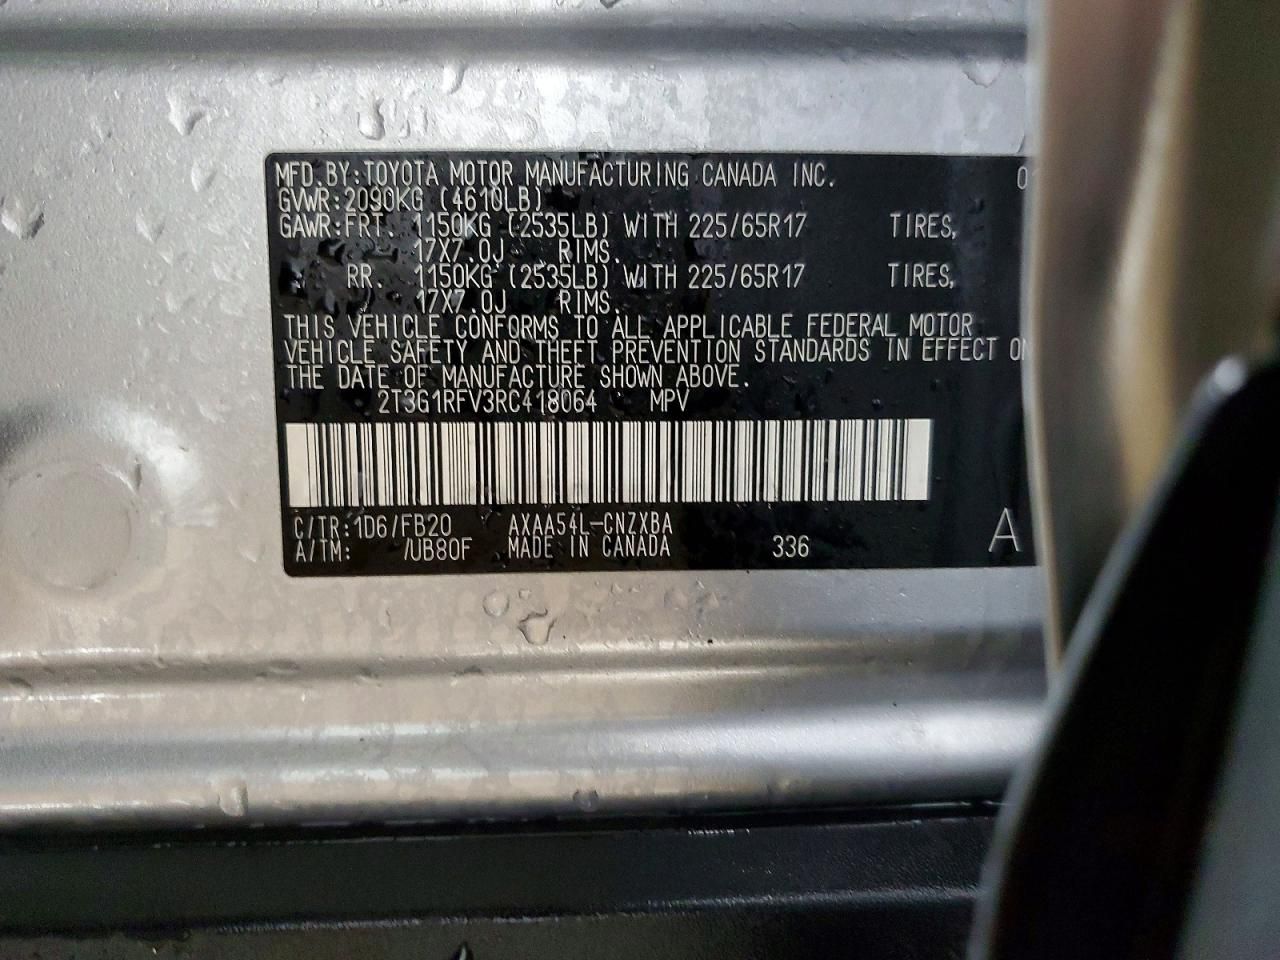 MFD.BY:TOYOTA MOTOR MANUFACTURING CANADA INC. 0
GVWR:2090KG (4610LB)
GAWR:FRT. 1150KG (2535LB) WITH 225/65R17 TIRES,
17X7.0J RIMS.
RR. 1150KG (2535LB) WITH 225/65R17 TIRES,
17X7.0J RIMS.
THIS VEHICLE CONFORMS TO ALL APPLICABLE FEDERAL MOTOR
VEHICLE SAFETY AND THEFT PREVENTION STANDARDS IN EFFECT ON
THE DATE OF MANUFACTURE SHOWN ABOVE.
2T3G1RFV3RC418064 MPV
C/TR:1D6/FB20 AXAA54L-CNZXBA
A/TM: /UB80F MADE IN CANADA 336 A